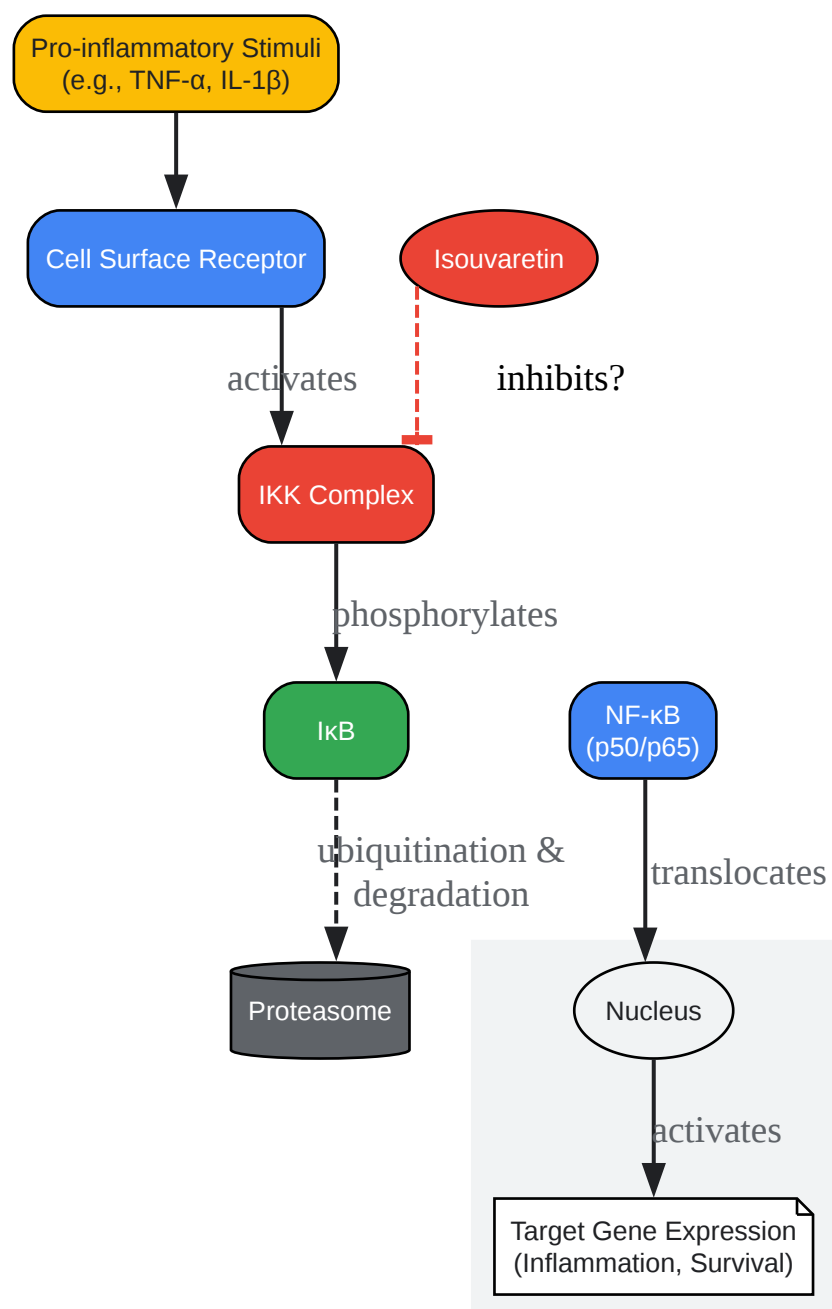 Pro-inflammatory Stimuli
(e.g., TNF-α, IL-1β)
Cell Surface Receptor
Isouvaretin
activates
inhibits?
IKK Complex
phosphorylates
IκB
NF-κB
(p50/p65)
ubiquitination &
degradation
translocates
Proteasome
Nucleus
activates
Target Gene Expression
(Inflammation, Survival)